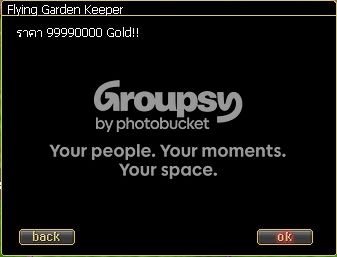 Flying Garden Keeper
ราคา 99990000 Gold!!
Groupsy
by photobucket
Your people. Your moments.
Your space.
back
ok